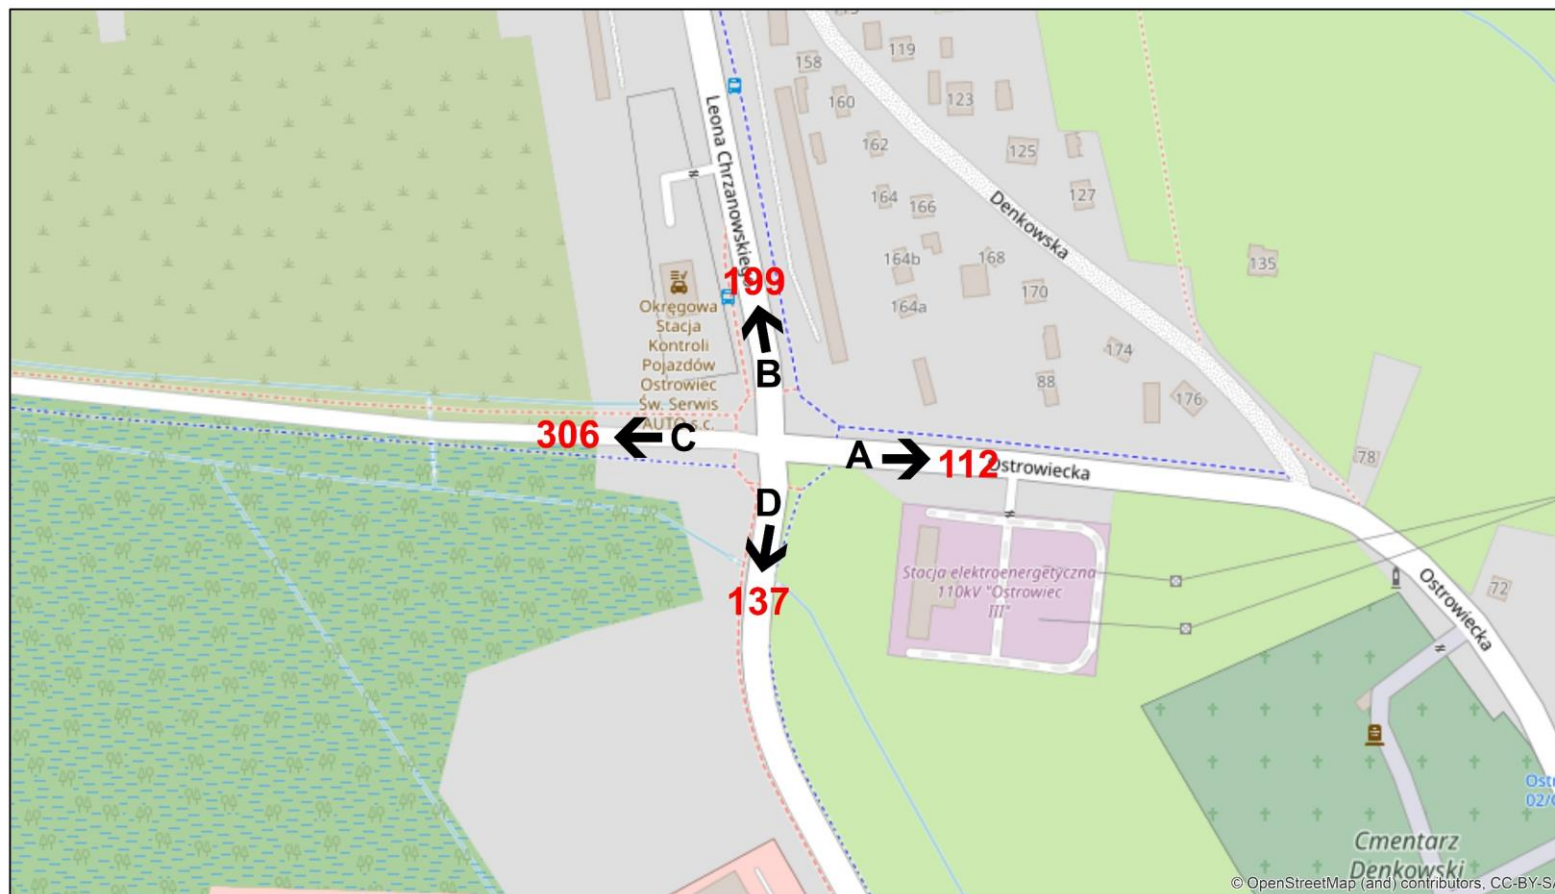 119
158
160
123
162
125
Leona Chrzanowskiego
164
166
127
Denkowska
164b
168
135
199
170
164a
Okręgowa
Stacja
Kontroli
Pojazdów
Ostrowiec
Św. Serwis
AUTO s.c.
174
B
88
176
306
C
A
112
Ostrowiecka
78
D
Stacja elektroenergetyczna
110kV "Ostrowiec
III"
137
72
Ostrowiecka
02/
Cmentarz
Denkowski
© OpenStreetMap (and) contributors, CC-BY-S